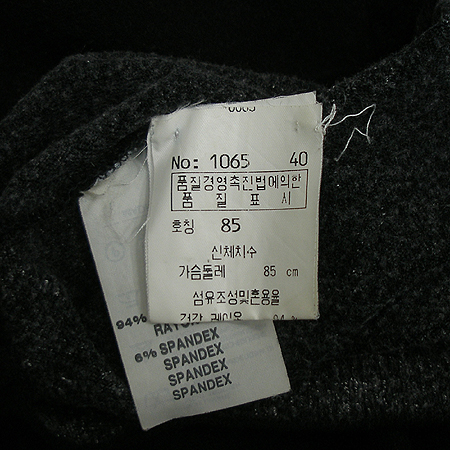 No: 1065 40
품질경영촉진법에의한
품 질 표 시
호칭 85
신체치수
가슴둘레 85 cm
섬유조성및혼용율
94%
RAYON
6% SPANDEX
SPANDEX
SPANDEX
SPANDEX